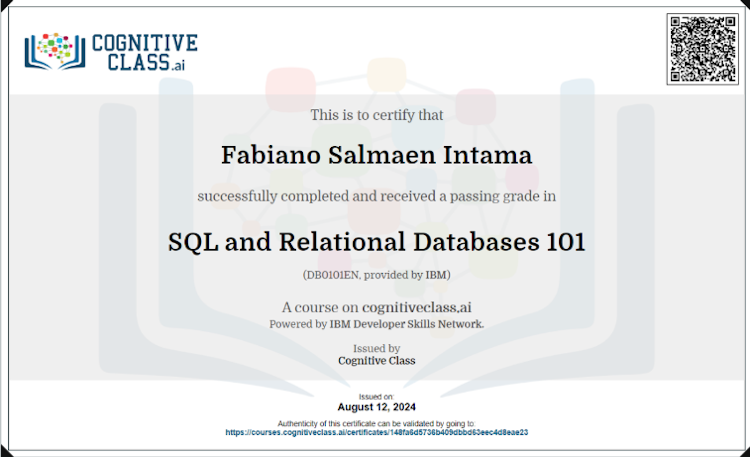 COGNITIVE
CLASS.ai
This is to certify that
Fabiano Salmaen Intama
successfully completed and received a passing grade in
SQL and Relational Databases 101
(DB0101EN, provided by IBM)
A course on cognitiveclass.ai
Powered by IBM Developer Skills Network.
Issued by
Cognitive Class
Issued on:
August 12, 2024
Authenticity of this certificate can be validated by going to:
https://courses.cognitiveclass.ai/certificates/148fa6d5736b409dbbd63eec4d8eae23